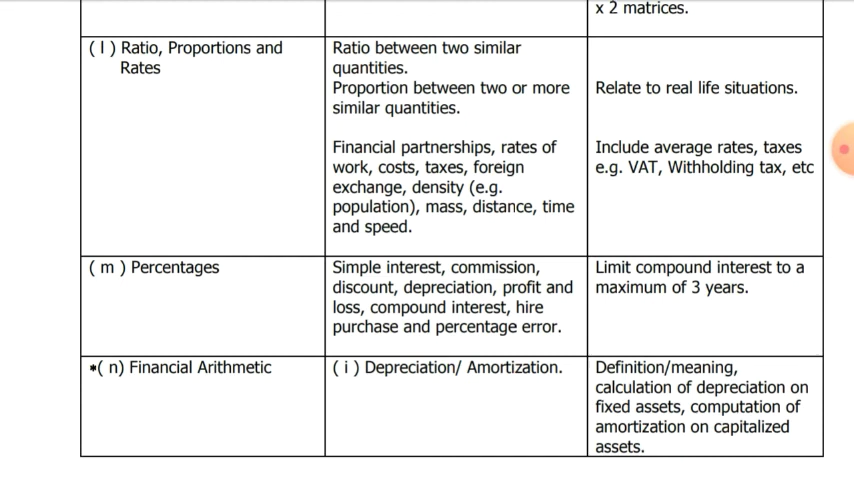 x 2 matrices.
( l ) Ratio, Proportions and
Rates
Ratio between two similar
quantities.
Proportion between two or more
similar quantities.
Financial partnerships, rates of
work, costs, taxes, foreign
exchange, density (e.g.
population), mass, distance, time
and speed.
Relate to real life situations.
Include average rates, taxes
e.g. VAT, Withholding tax, etc
( m ) Percentages
Simple interest, commission,
discount, depreciation, profit and
loss, compound interest, hire
purchase and percentage error.
Limit compound interest to a
maximum of 3 years.
*( n) Financial Arithmetic
( i ) Depreciation/ Amortization.
Definition/meaning,
calculation of depreciation on
fixed assets, computation of
amortization on capitalized
assets.